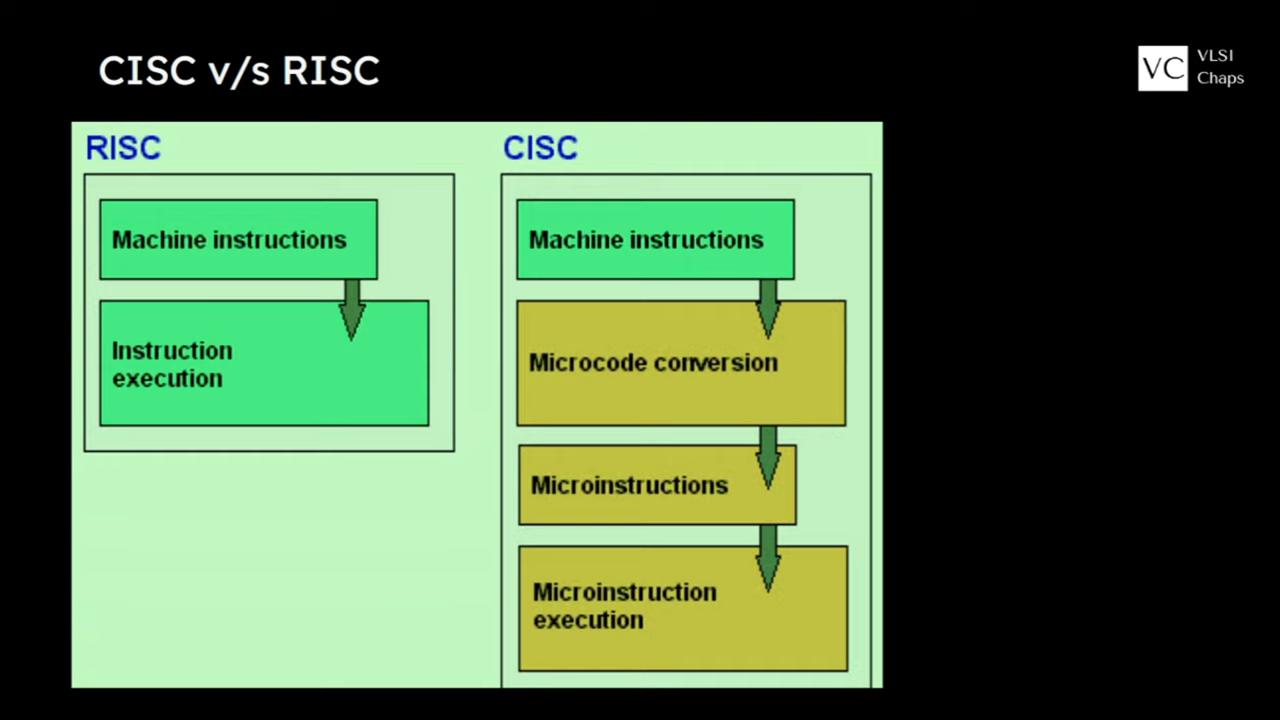 CISC v/s RISC
VC
VLSI
Chaps
RISC
Machine instructions
Instruction
execution
CISC
Machine instructions
Microcode conversion
Microinstructions
Microinstruction
execution